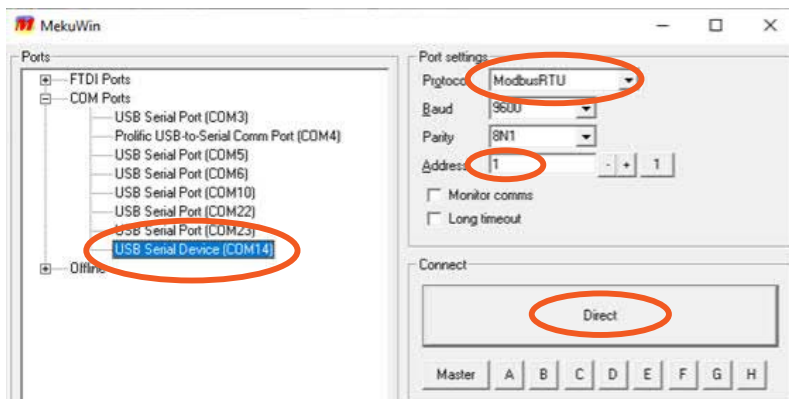 MekuWin
Ports
FTDI Ports
COM Ports
USB Serial Port (COM3)
Prolific USB-to-Serial Comm Port (COM4)
USB Serial Port (COM5)
USB Serial Port (COM6)
USB Serial Port (COM10)
USB Serial Port (COM22)
USB Serial Port (COM23)
USB Serial Device (COM14)
Offline
Port settings
Protocol ModbusRTU
Baud 9600
Parity 8N1
Address 1 - + 1
Monitor comms
Long timeout
Connect
Direct
Master A B C D E F G H